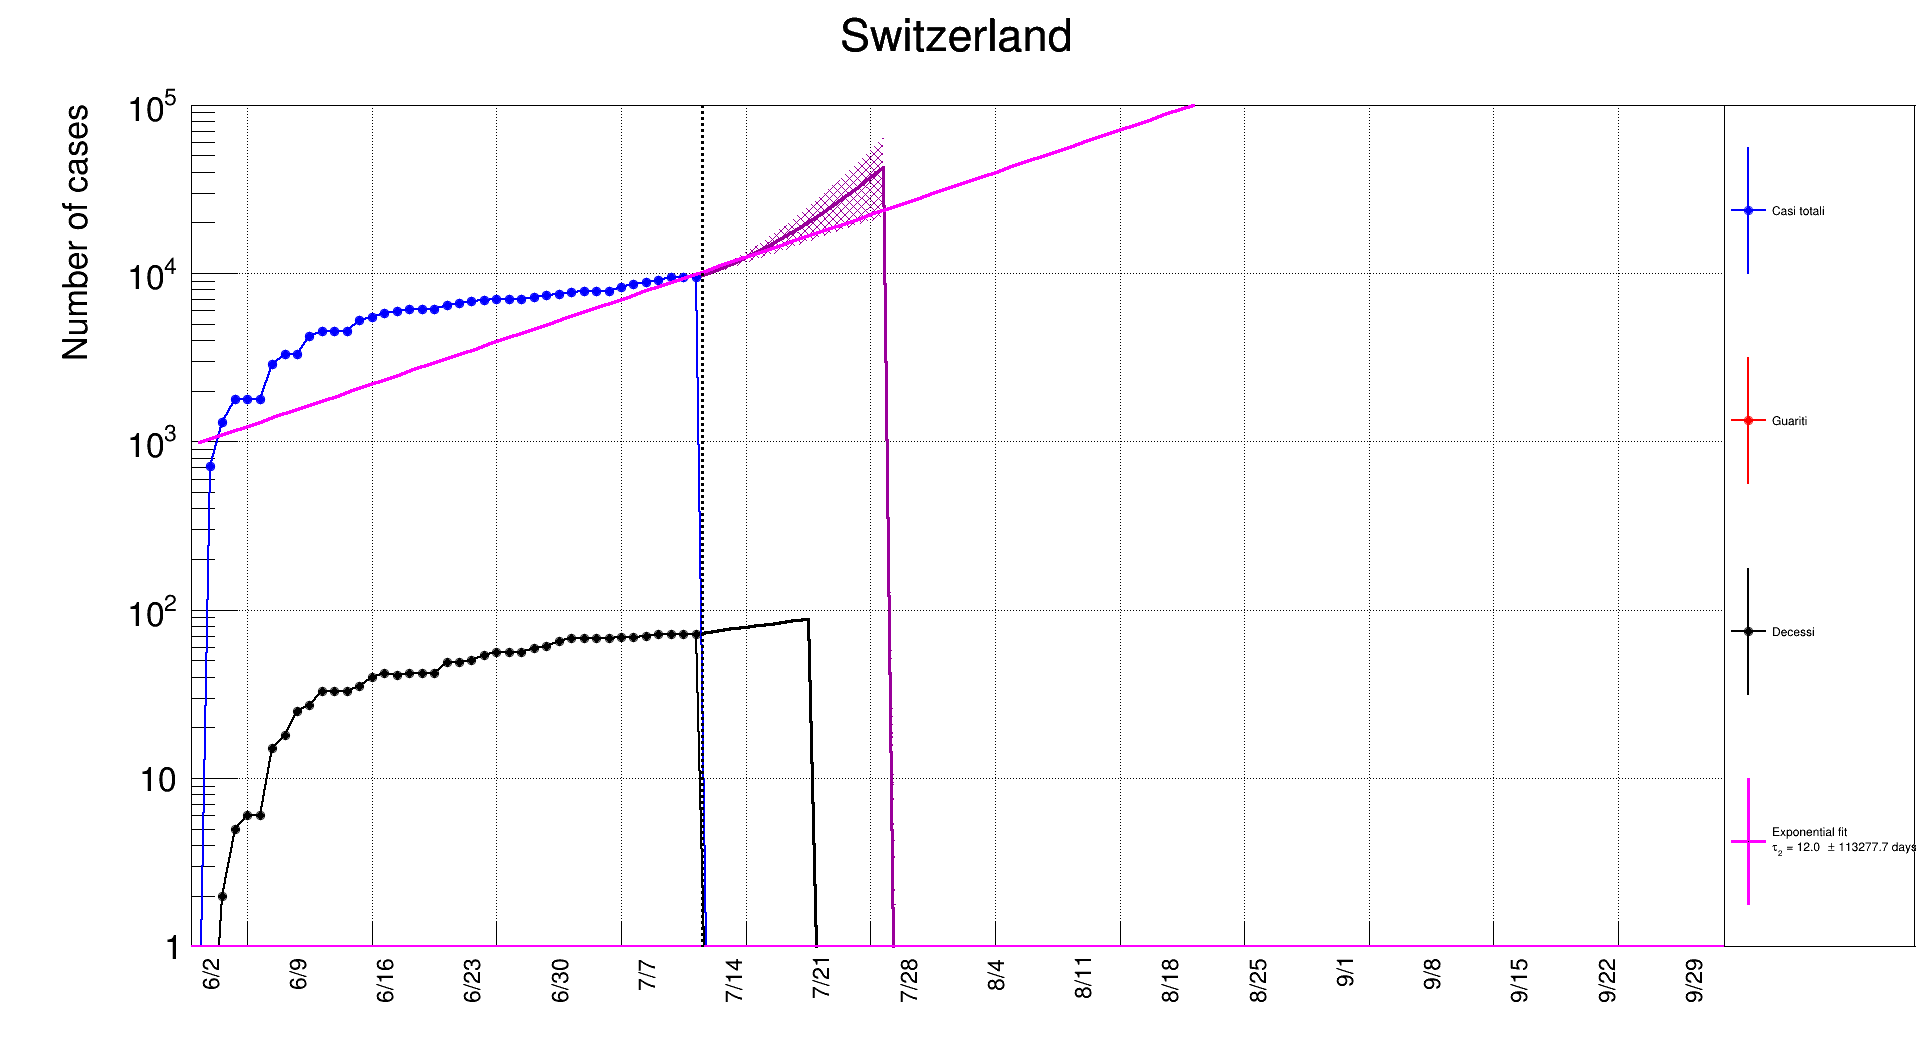 Switzerland
Number of cases
10^5
10^4
10^3
10^2
10
1
6/2 6/9 6/16 6/23 6/30 7/7 7/14 7/21 7/28 8/4 8/11 8/18 8/25 9/1 9/8 9/15 9/22 9/29
Casi totali
Guariti
Decessi
Exponential fit
τ_2 = 12.0 ± 113277.7 days